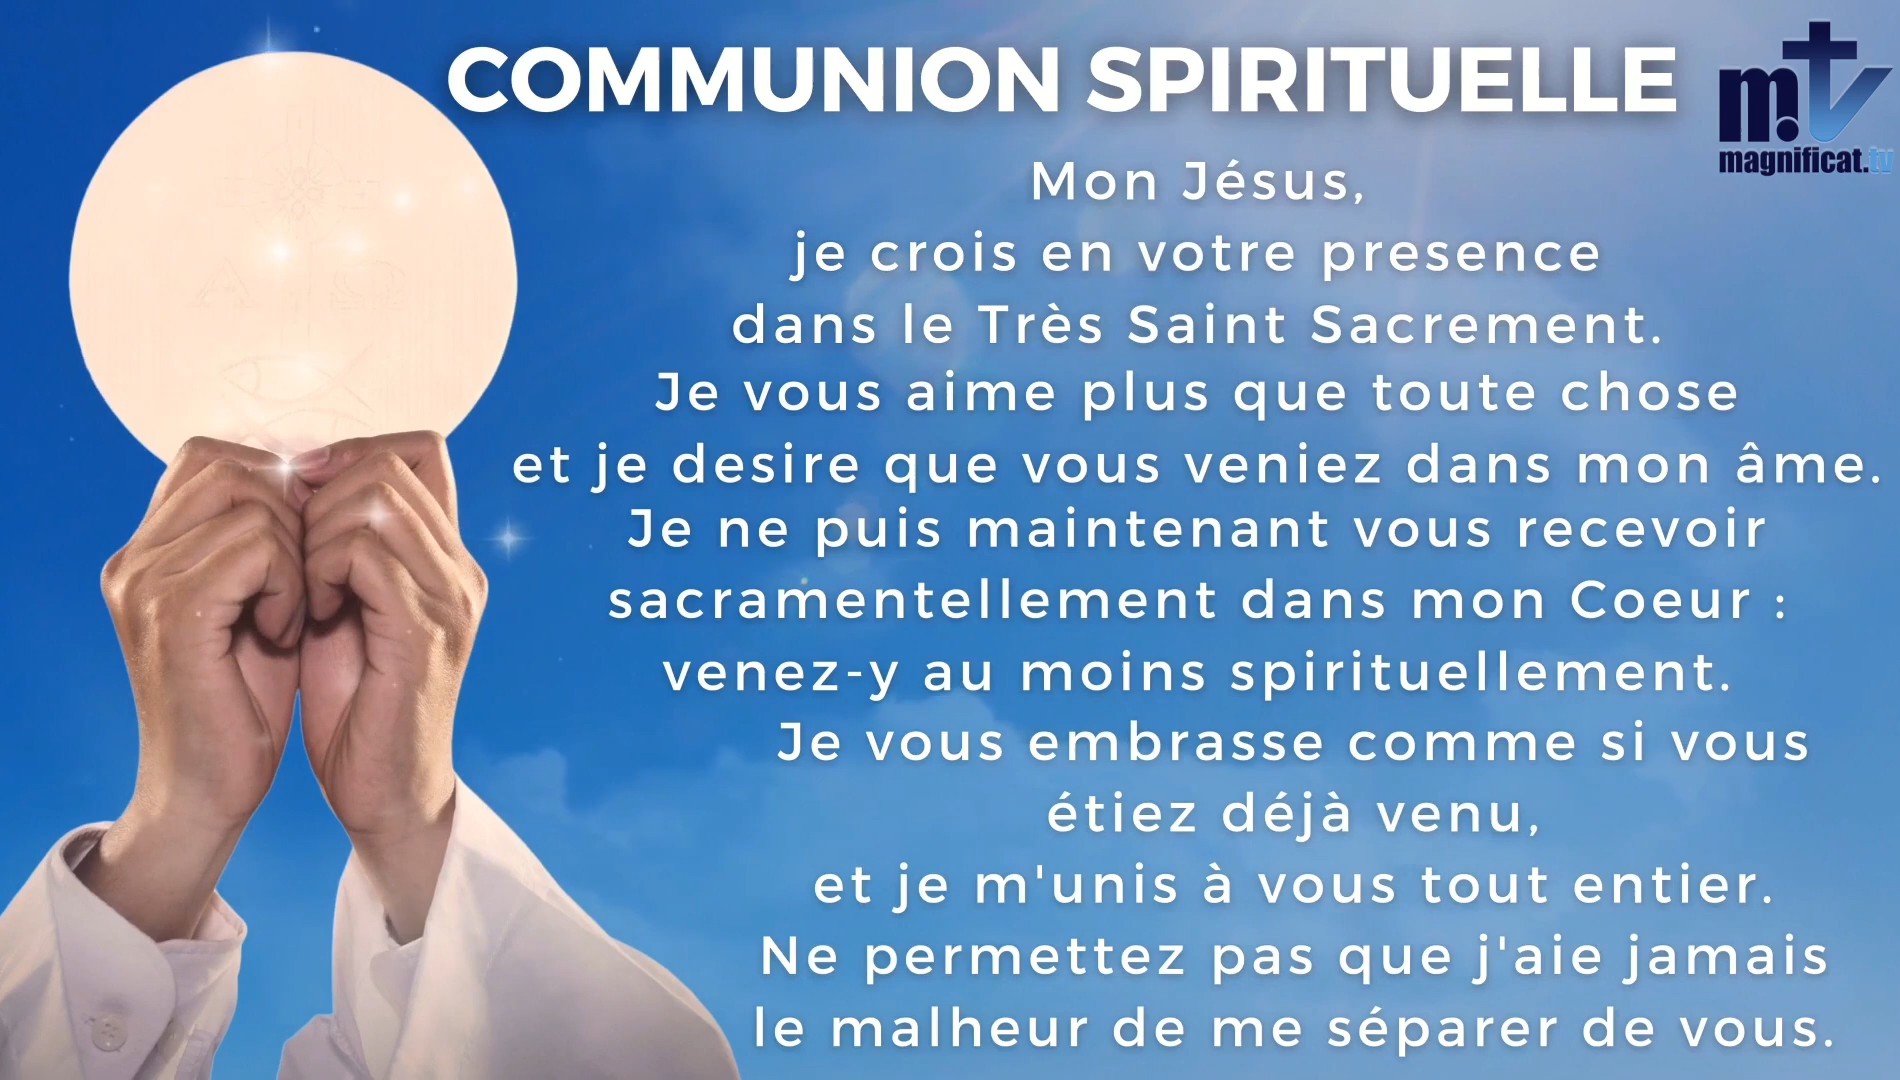 COMMUNION SPIRITUELLE
mtv
magnificat.tv
Mon Jésus,
je crois en votre presence
dans le Très Saint Sacrement.
Je vous aime plus que toute chose
et je desire que vous veniez dans mon âme.
Je ne puis maintenant vous recevoir
sacramentellement dans mon Coeur :
venez-y au moins spirituellement.
Je vous embrasse comme si vous
étiez déjà venu,
et je m'unis à vous tout entier.
Ne permettez pas que j'aie jamais
le malheur de me séparer de vous.